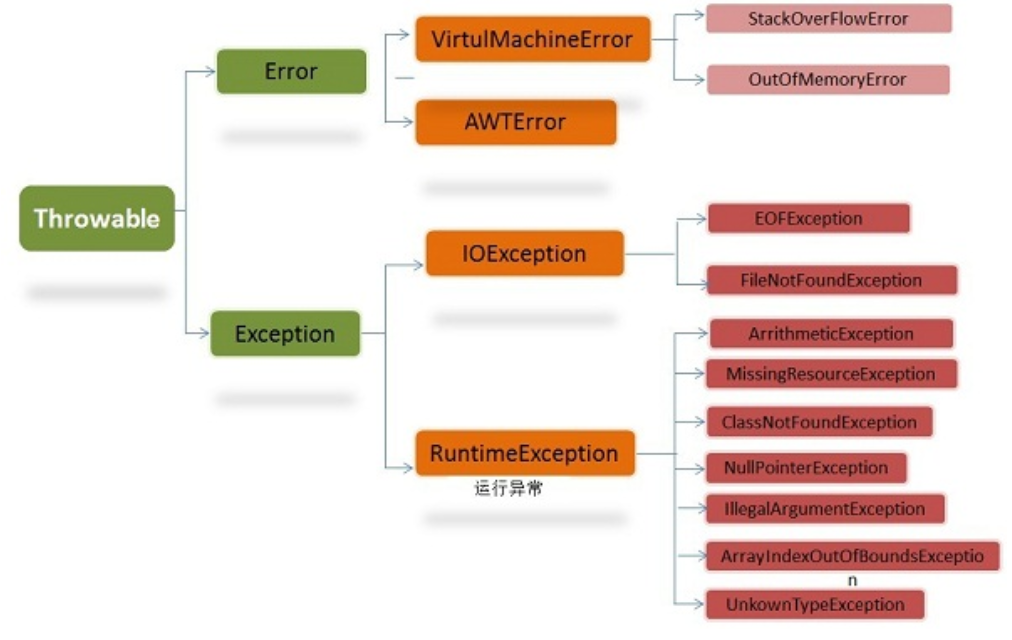 Throwable
Error
VirtulMachineError
StackOverFlowError
OutOfMemoryError
AWTError
Exception
IOException
EOFException
FileNotFoundException
RuntimeException
运行异常
ArrithmeticException
MissingResourceException
ClassNotFoundException
NullPointerException
IllegalArgumentException
ArrayIndexOutOfBoundsExceptio
n
UnkownTypeException